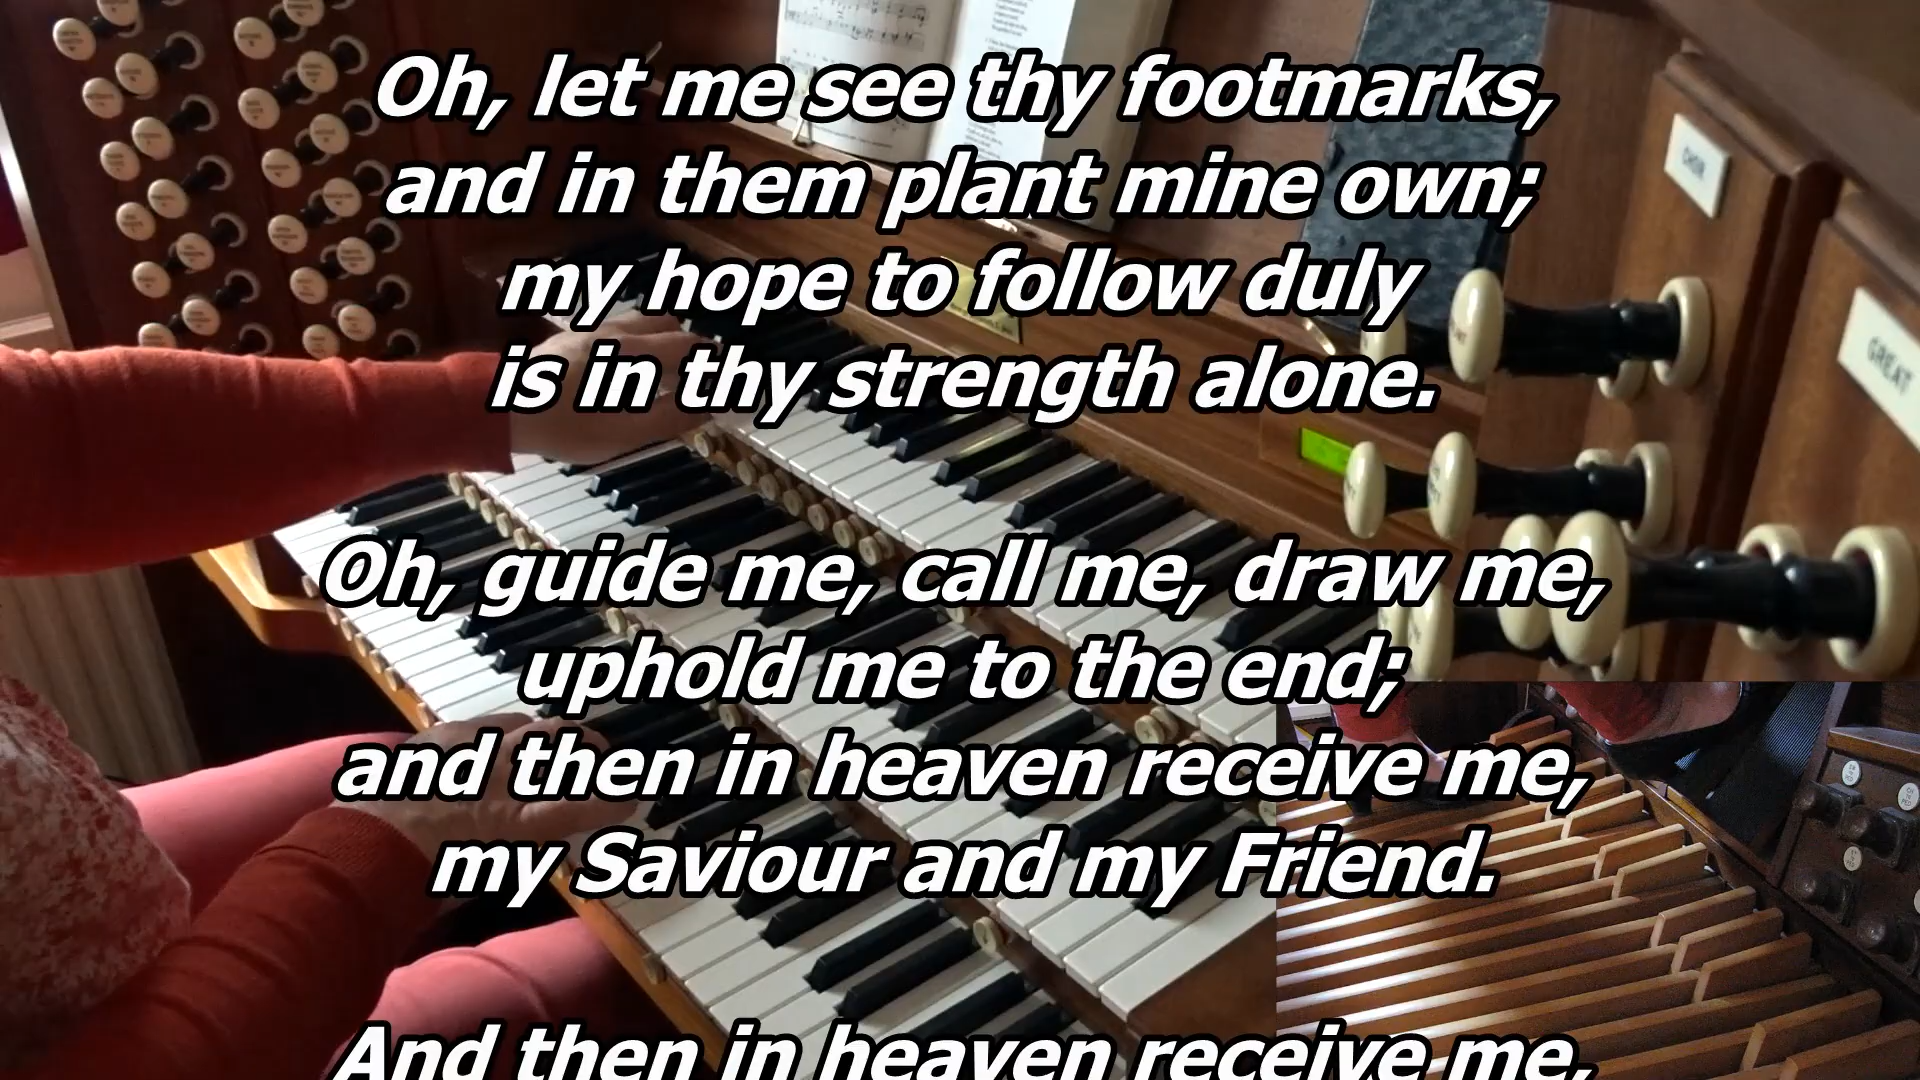 Oh, let me see thy footmarks,
and in them plant mine own;
my hope to follow duly
is in thy strength alone.
Oh, guide me, call me, draw me,
uphold me to the end;
and then in heaven receive me,
my Saviour and my Friend.
And then in heaven receive me,
CHOIR
GREAT